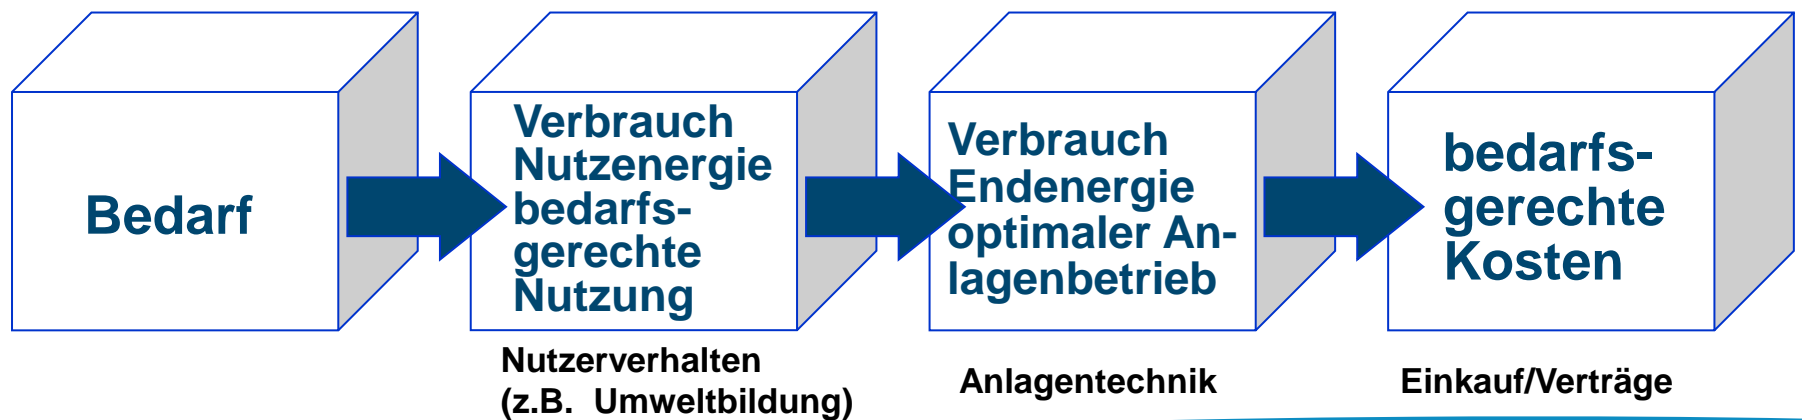 Bedarf
Verbrauch
Nutzenergie
bedarfs-
gerechte
Nutzung
Verbrauch
Endenergie
optimaler An-
lagenbetrieb
bedarfs-
gerechte
Kosten
Nutzerverhalten
(z.B. Umweltbildung)
Anlagentechnik
Einkauf/Verträge